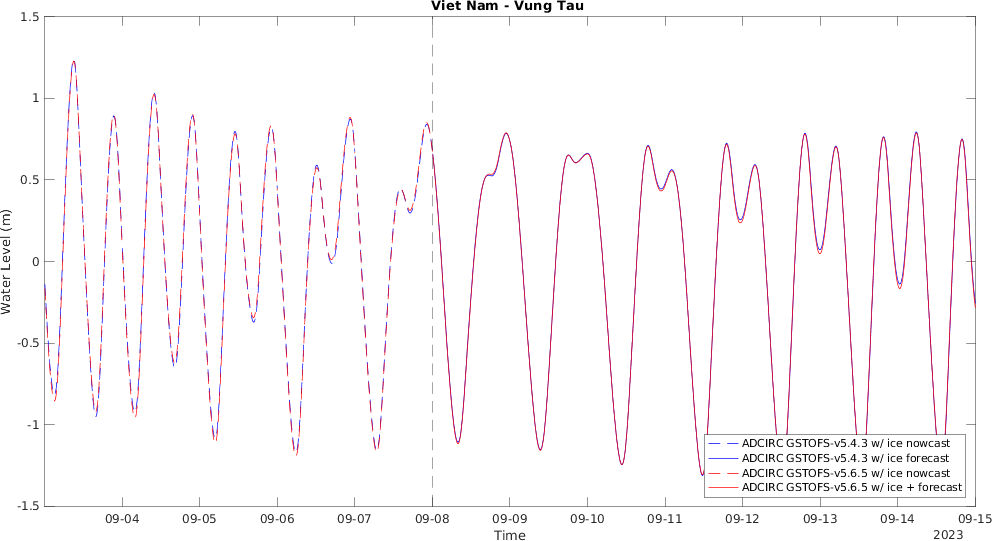 Viet Nam - Vung Tau
1.5
1
0.5
0
-0.5
-1
-1.5
Water Level (m)
ADCIRC GSTOFS-v5.4.3 w/ ice nowcast
ADCIRC GSTOFS-v5.4.3 w/ ice forecast
ADCIRC GSTOFS-v5.6.5 w/ ice nowcast
ADCIRC GSTOFS-v5.6.5 w/ ice + forecast
09-04 09-05 09-06 09-07 09-08 09-09 09-10 09-11 09-12 09-13 09-14 09-15
Time
2023